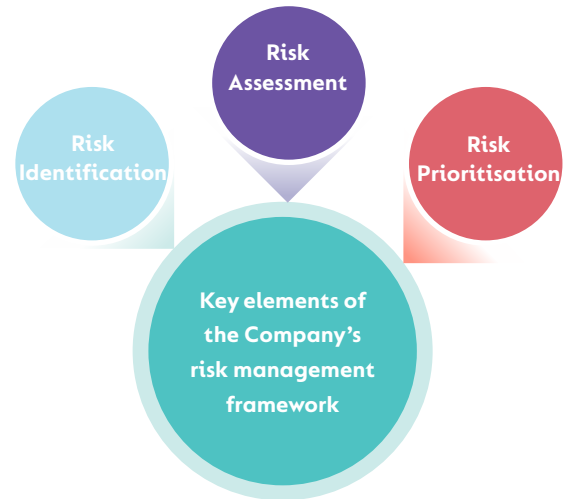 Risk
Identification
Risk
Assessment
Risk
Prioritisation
Key elements of
the Company’s
risk management
framework